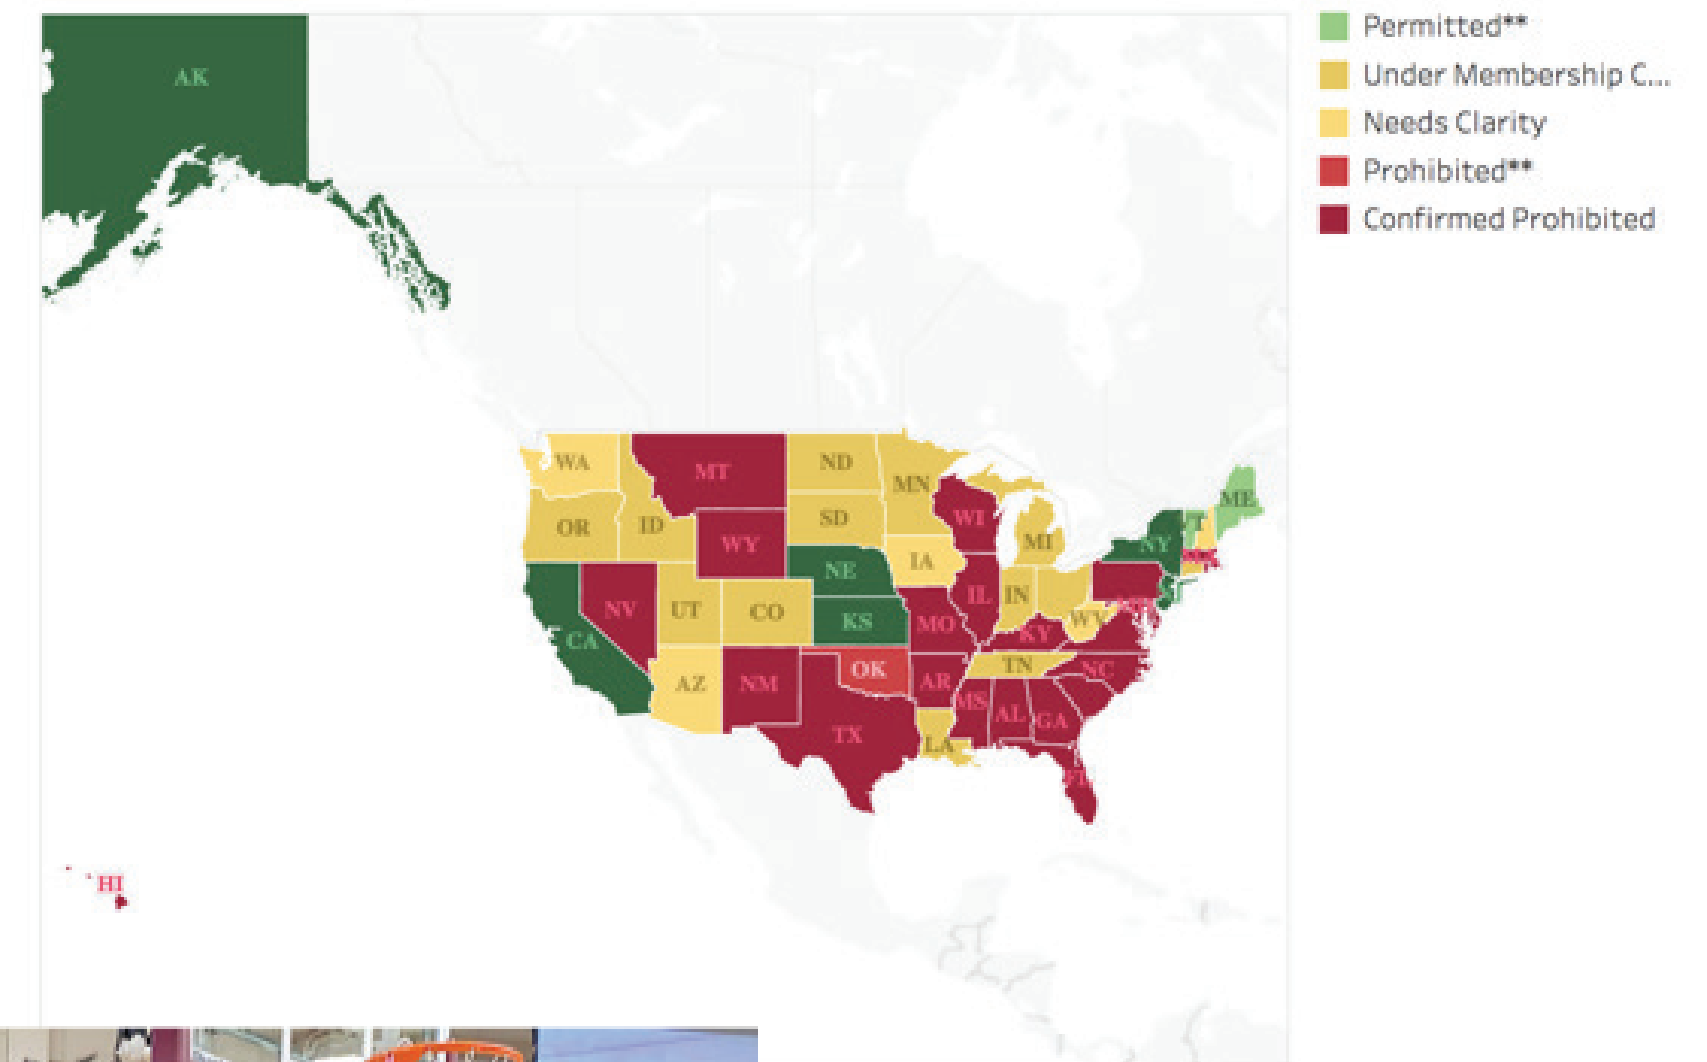 Permitted**
Under Membership C...
Needs Clarity
Prohibited**
Confirmed Prohibited
AK
WA
MT
ND
MN
OR
ID
SD
WI
MI
ME
WY
NY
IA
NE
NV
UT
CO
KS
IL
IN
CA
MO
KY
WV
AZ
NM
OK
TN
NC
AR
MS
AL
GA
TX
LA
FL
HI
NJ
VT